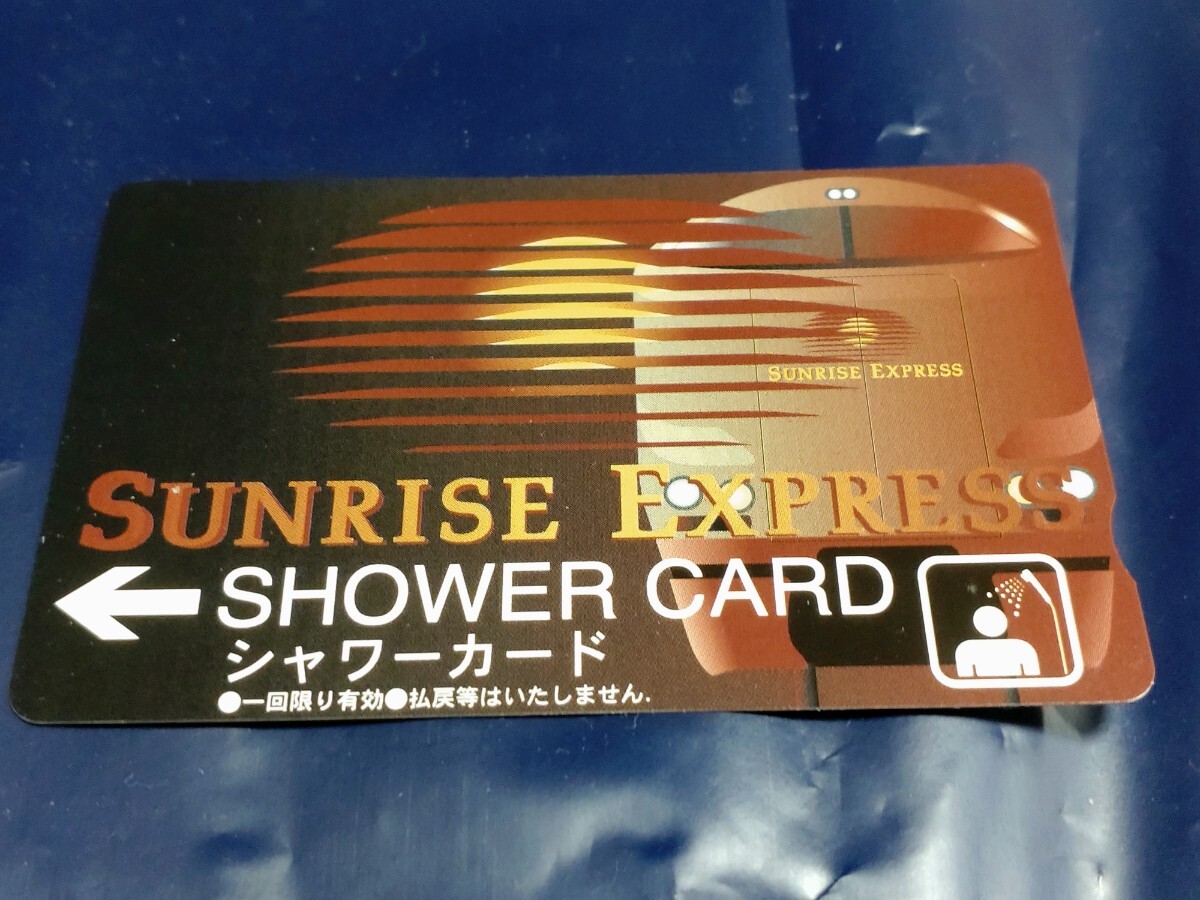 SUNRISE EXPRESS
SUNRISE EXPRESS
SHOWER CARD
シャワーカード
●一回限り有効●払戻等はいたしません.